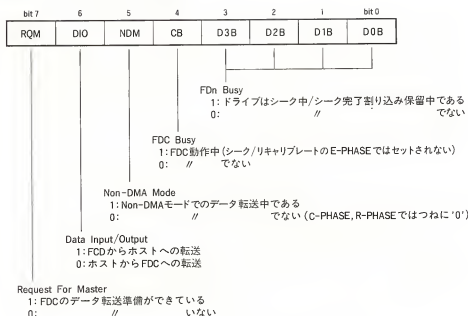 bit 7 6 5 4 3 2 1 bit 0
RQM DIO NDM CB D3B D2B D1B D0B
FDn Busy
1: ドライブはシーク中/シーク完了割り込み保留中である
0: 〃 でない
FDC Busy
1: FDC動作中(シーク/リキャリブレートのE-PHASEではセットされない)
0: 〃 でない
Non-DMA Mode
1: Non-DMAモードでのデータ転送中である
0: 〃 でない(C-PHASE, R-PHASEではつねに'0')
Data Input/Output
1: FCDからホストへの転送
0: ホストからFDCへの転送
Request For Master
1: FDCのデータ転送準備ができている
0: 〃 いない